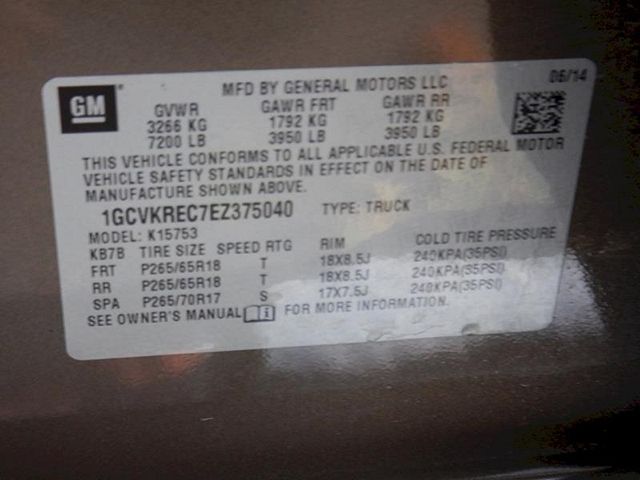 GM
MFD BY GENERAL MOTORS LLC 06/14
GVWR GAWR FRT GAWR RR
3266 KG 1792 KG 1792 KG
7200 LB 3950 LB 3950 LB
THIS VEHICLE CONFORMS TO ALL APPLICABLE U.S. FEDERAL MOTOR
VEHICLE SAFETY STANDARDS IN EFFECT ON THE DATE OF
MANUFACTURE SHOWN ABOVE.
1GCVKREC7EZ375040 TYPE: TRUCK
MODEL: K15753
KB7B TIRE SIZE SPEED RTG RIM COLD TIRE PRESSURE
FRT P265/65R18 T 18X8.5J 240KPA(35PSI)
RR P265/65R18 T 18X8.5J 240KPA(35PSI)
SPA P265/70R17 S 17X7.5J 240KPA(35PSI)
SEE OWNER'S MANUAL FOR MORE INFORMATION.